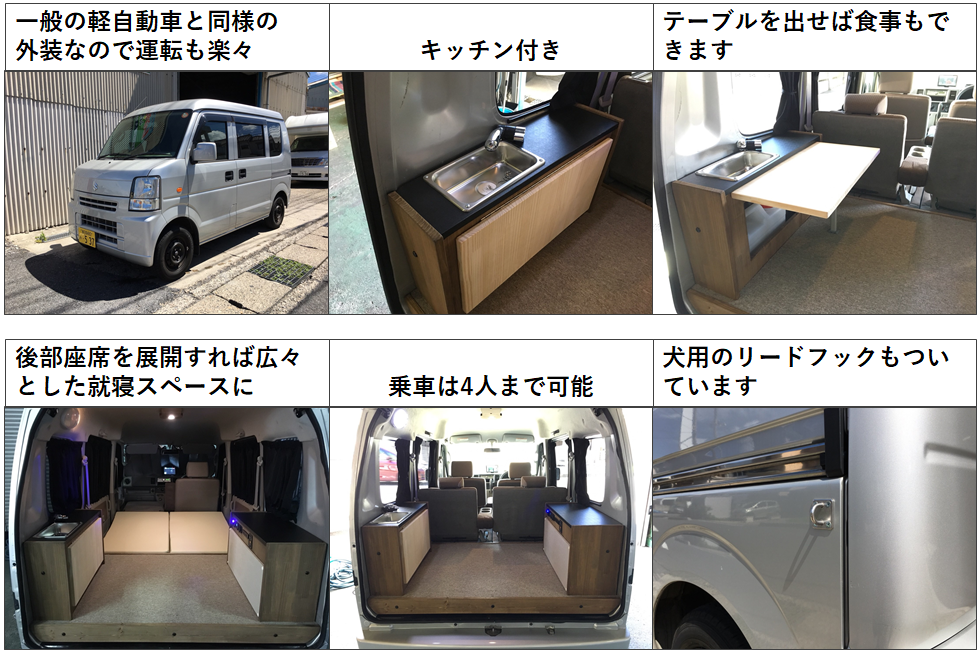 一般の軽自動車と同様の
外装なので運転も楽々
キッチン付き
テーブルを出せば食事もで
きます
後部座席を展開すれば広々
とした就寝スペースに
乗車は4人まで可能
犬用のリードフックもつい
ています